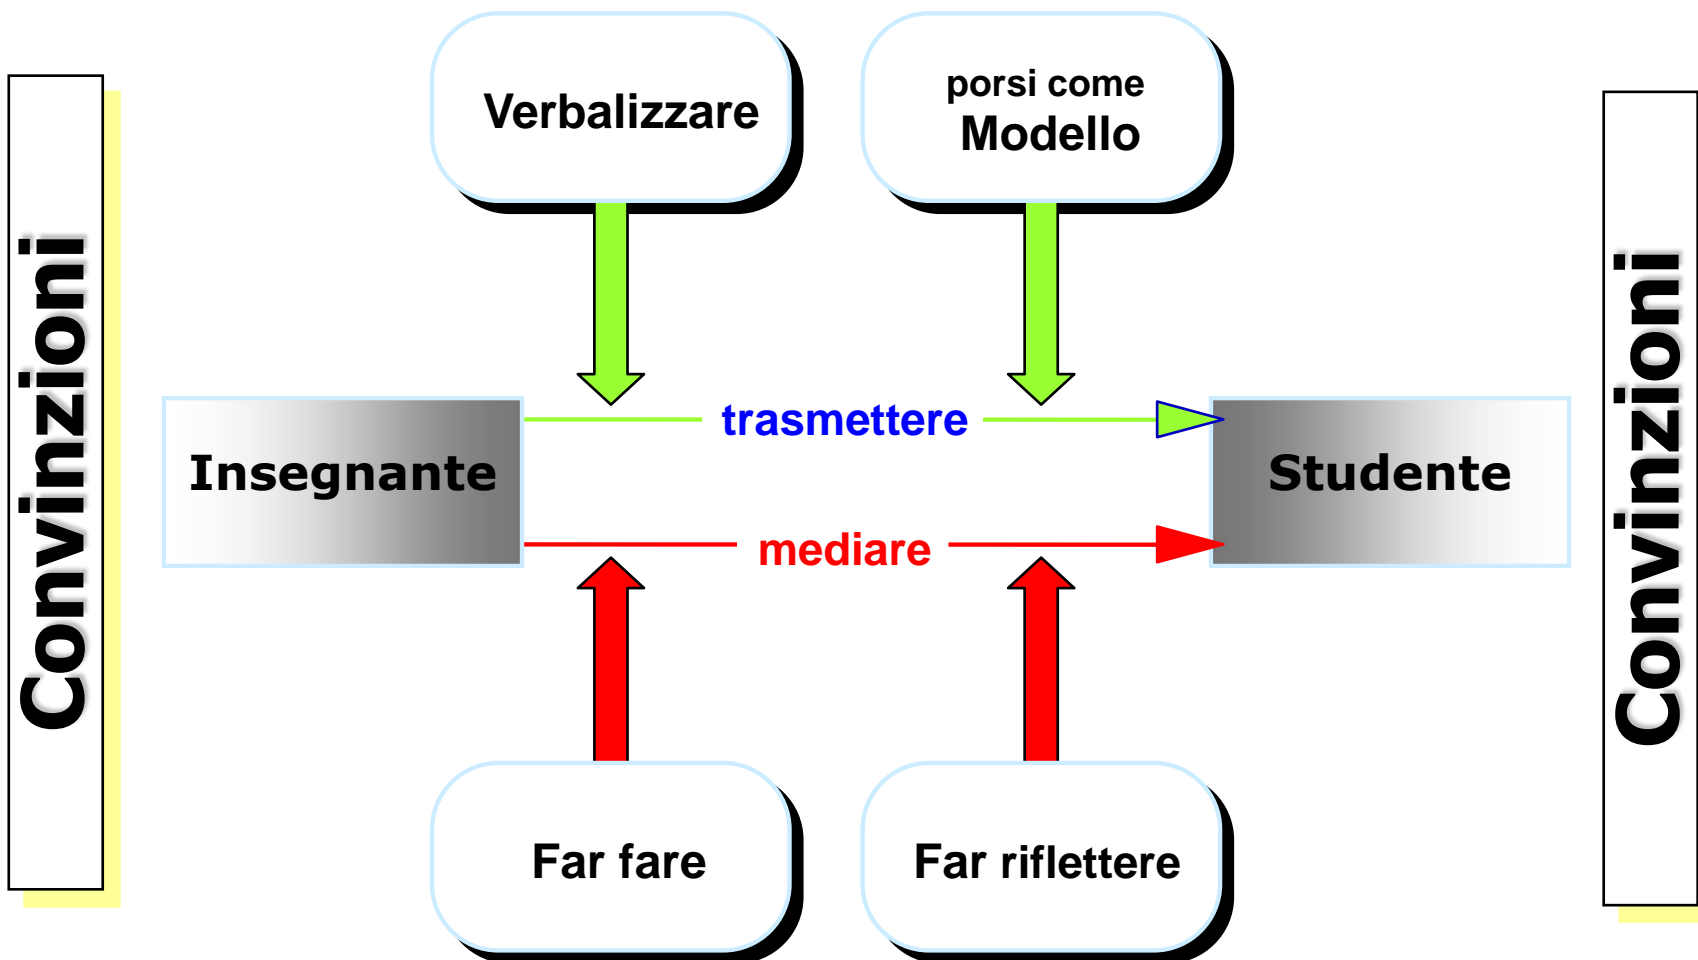 Verbalizzare
porsi come
Modello
Convinzioni
Convinzioni
trasmettere
Insegnante
Studente
mediare
Far fare
Far riflettere